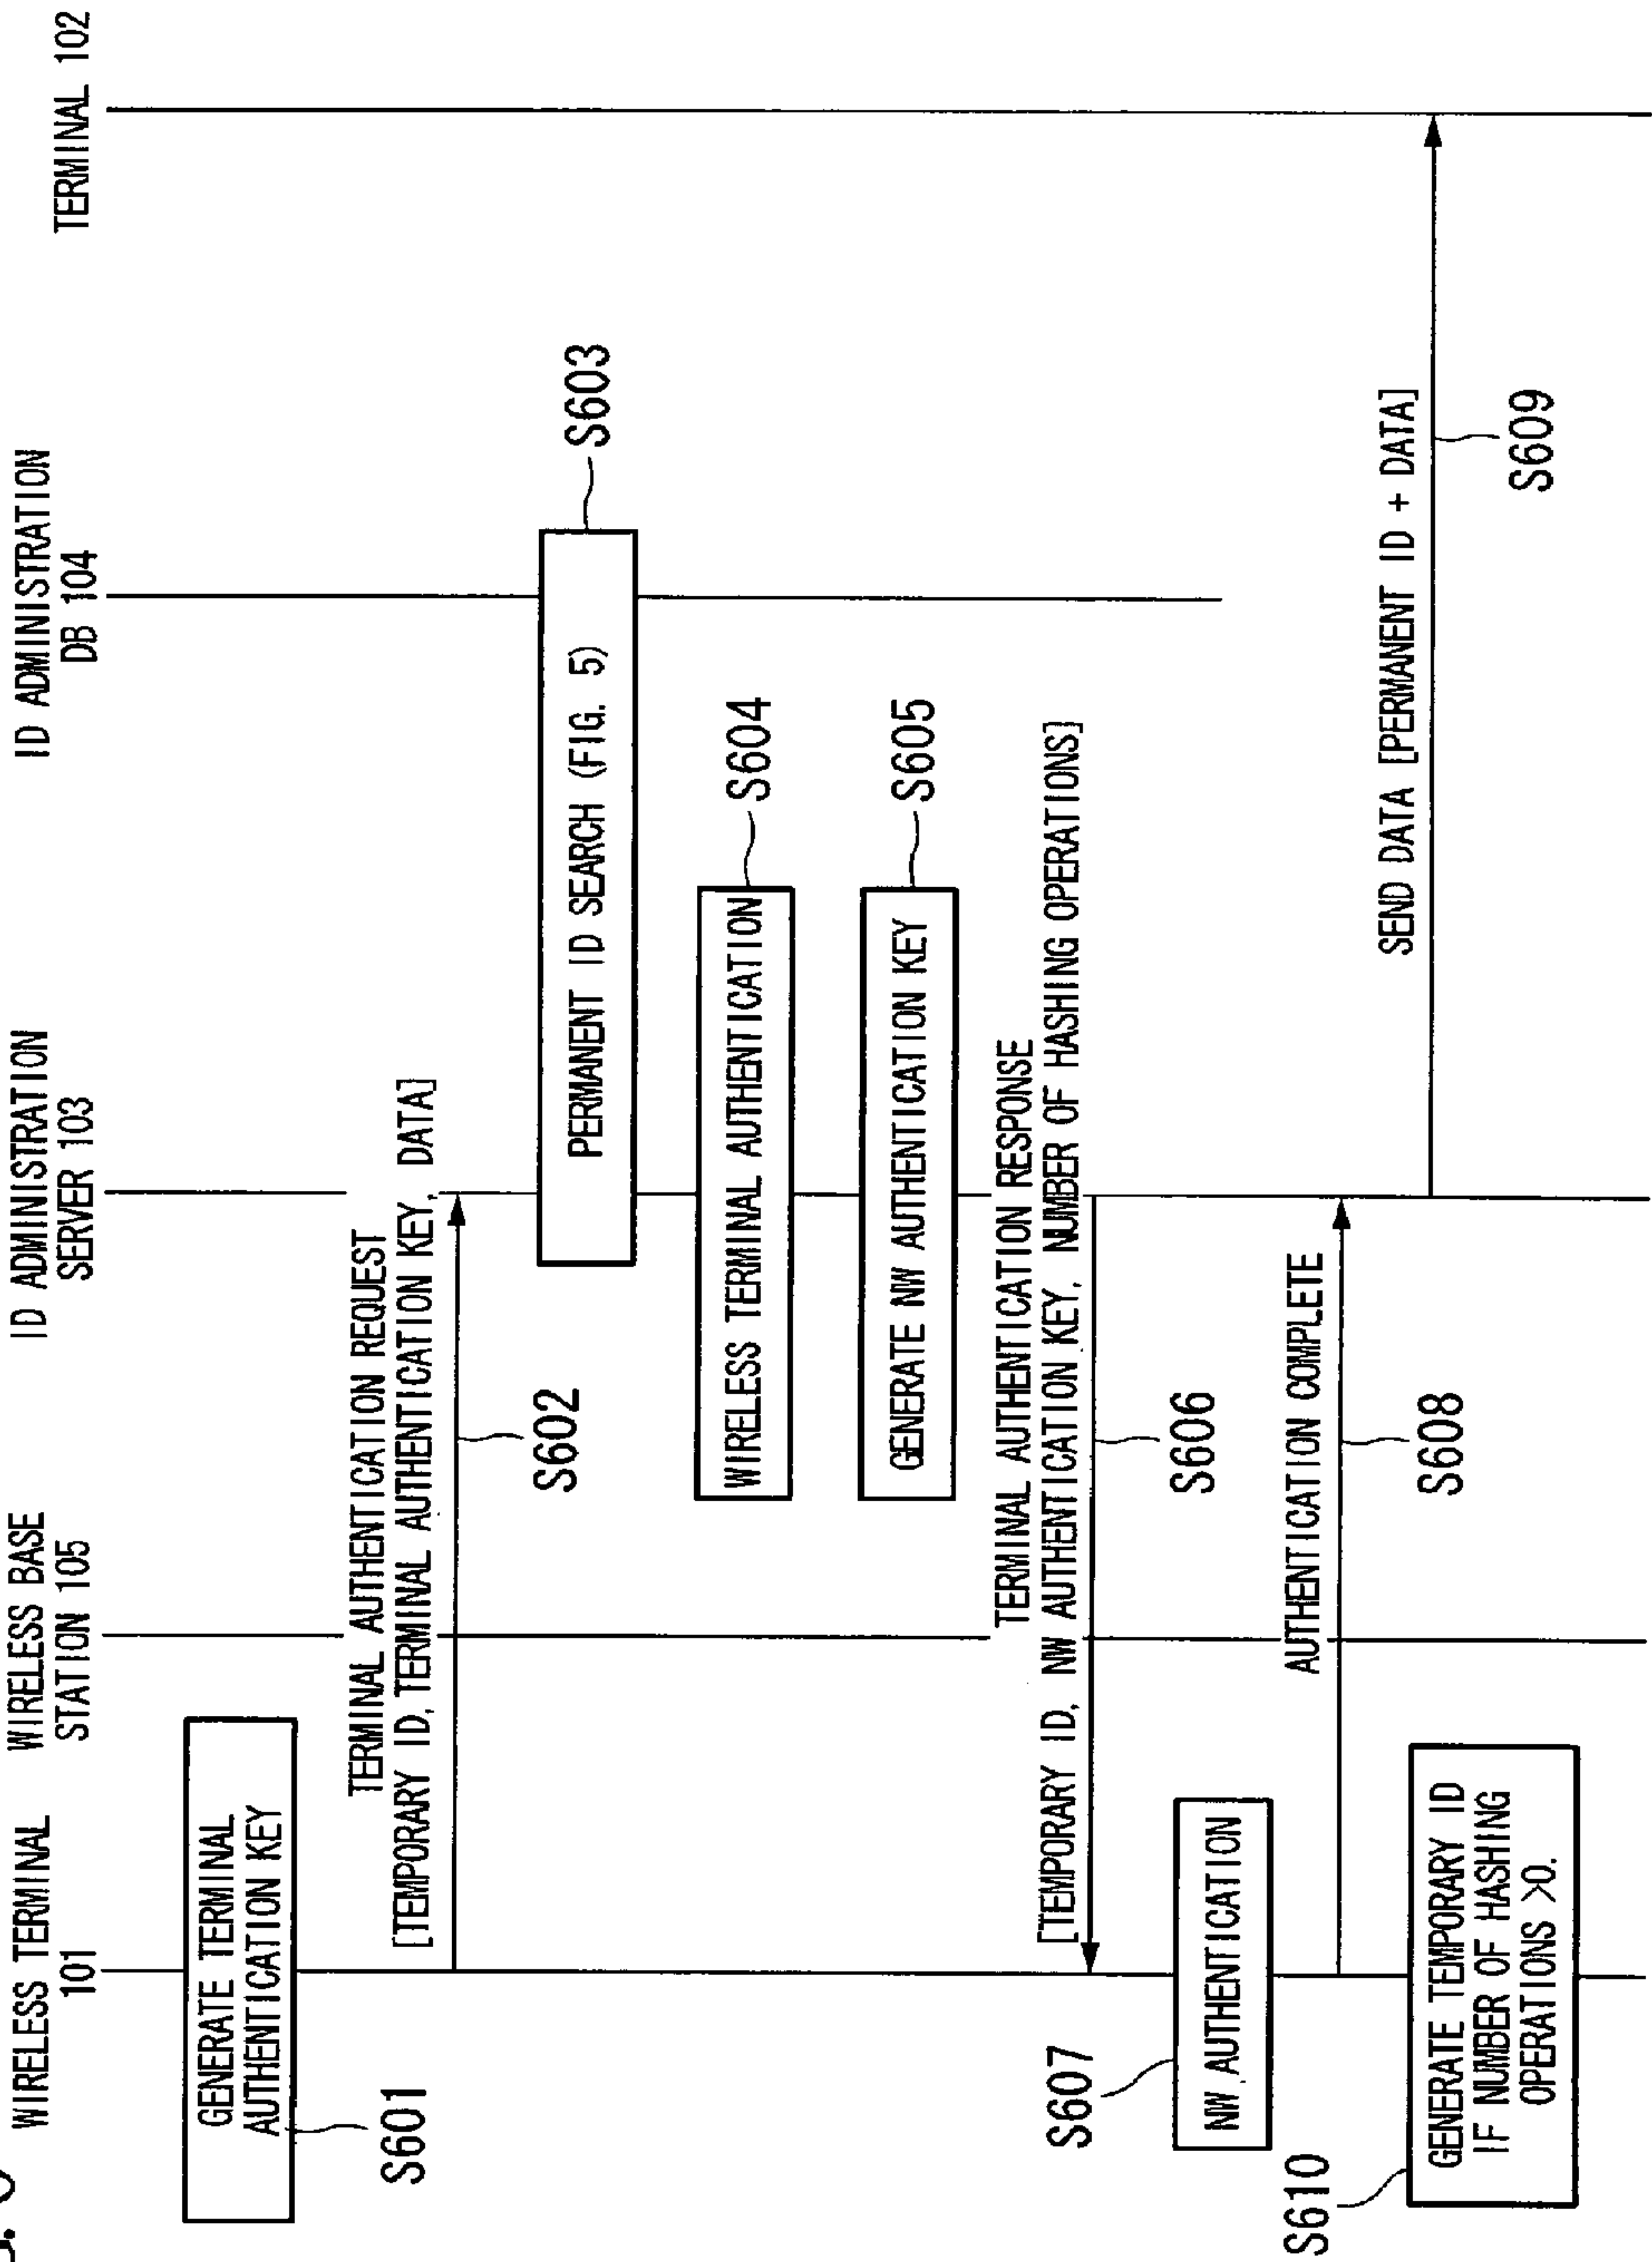 WIRELESS TERMINAL
101
WIRELESS BASE
STATION 105
ID ADMINISTRATION
SERVER 103
ID ADMINISTRATION
DB 104
TERMINAL 102
GENERATE TERMINAL
AUTHENTICATION KEY
S601
TERMINAL AUTHENTICATION REQUEST
[TEMPORARY ID, TERMINAL AUTHENTICATION KEY, DATA]
S602
PERMANENT ID SEARCH (FIG. 5)
S603
WIRELESS TERMINAL AUTHENTICATION
S604
GENERATE NW AUTHENTICATION KEY
S605
TERMINAL AUTHENTICATION RESPONSE
[TEMPORARY ID, NW AUTHENTICATION KEY, NUMBER OF HASHING OPERATIONS]
S606
S607
NW AUTHENTICATION
AUTHENTICATION COMPLETE
S608
SEND DATA [PERMANENT ID + DATA]
S609
S610
GENERATE TEMPORARY ID
IF NUMBER OF HASHING
OPERATIONS >0.